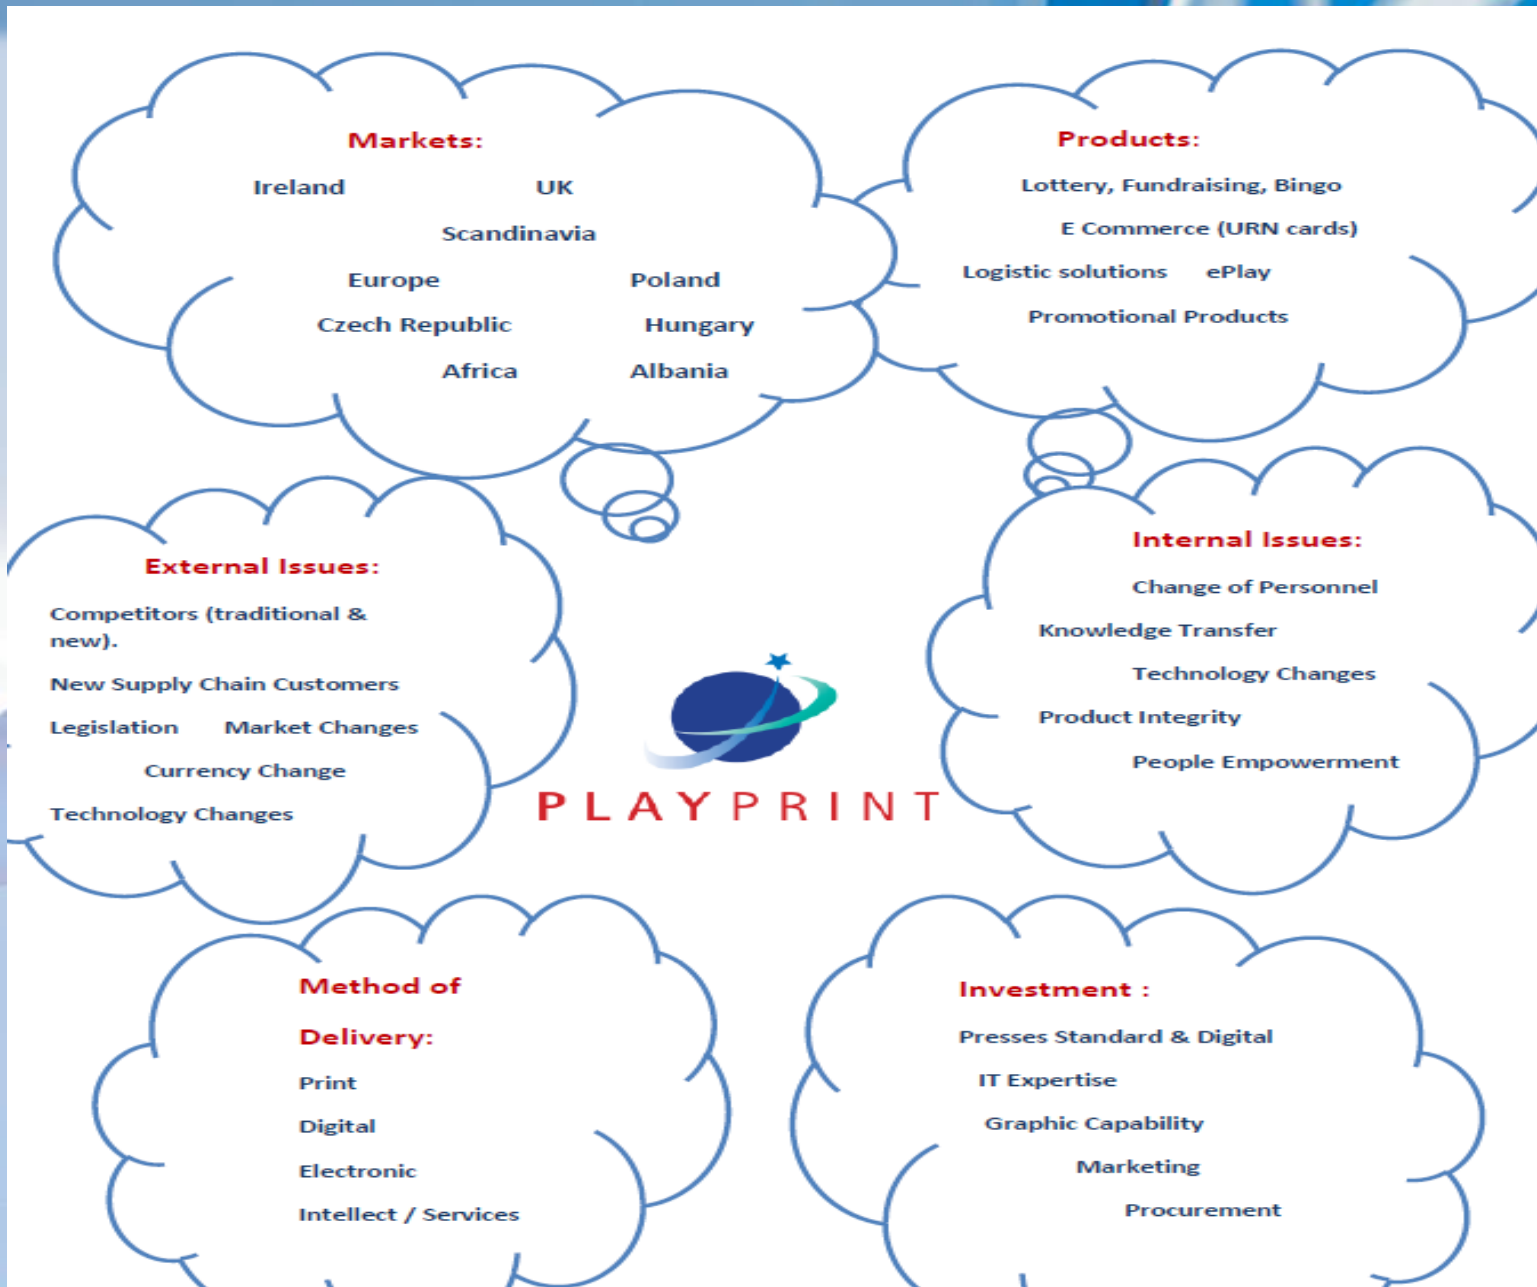 Markets:
Ireland UK
Scandinavia
Europe Poland
Czech Republic Hungary
Africa Albania
Products:
Lottery, Fundraising, Bingo
E Commerce (URN cards)
Logistic solutions ePlay
Promotional Products
External Issues:
Competitors (traditional &
new).
New Supply Chain Customers
Legislation Market Changes
Currency Change
Technology Changes
PLAYPRINT
Internal Issues:
Change of Personnel
Knowledge Transfer
Technology Changes
Product Integrity
People Empowerment
Method of
Delivery:
Print
Digital
Electronic
Intellect / Services
Investment :
Presses Standard & Digital
IT Expertise
Graphic Capability
Marketing
Procurement